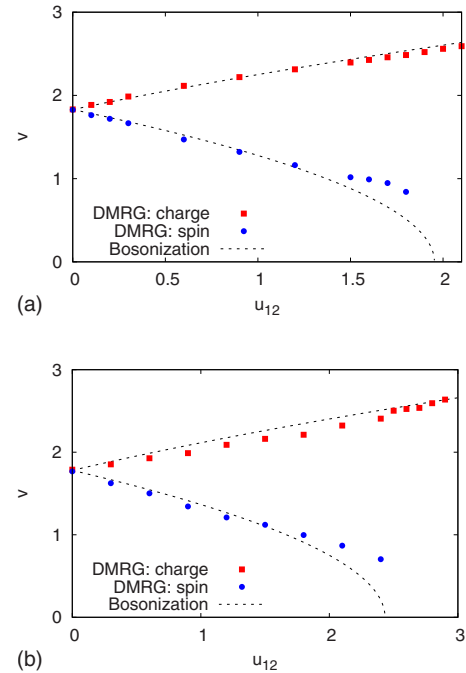 3
2
v
1
DMRG: charge
DMRG: spin
Bosonization
0
0 0.5 1 1.5 2
(a)
u12
3
2
v
1
DMRG: charge
DMRG: spin
Bosonization
0
0 1 2 3
(b)
u12